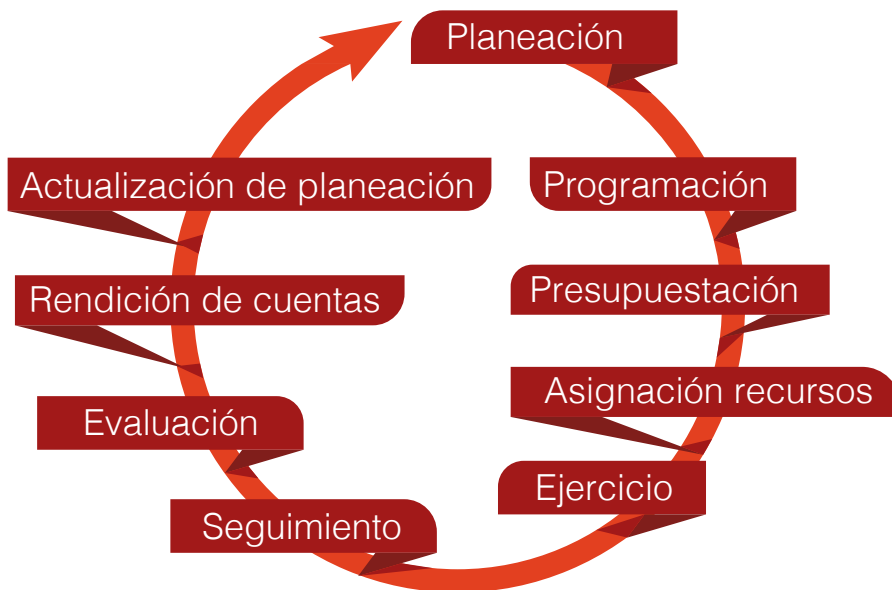 Planeación
Programación
Presupuestación
Asignación recursos
Ejercicio
Seguimiento
Evaluación
Rendición de cuentas
Actualización de planeación